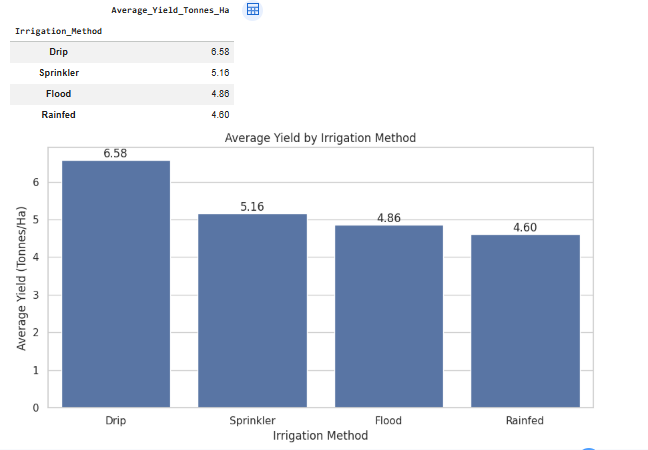 Average_Yield_Tonnes_Ha
Irrigation_Method
Drip 6.58
Sprinkler 5.16
Flood 4.86
Rainfed 4.60
Average Yield by Irrigation Method
6.58
5.16
4.86
4.60
Average Yield (Tonnes/Ha)
6
5
4
3
2
1
0
Drip Sprinkler Flood Rainfed
Irrigation Method